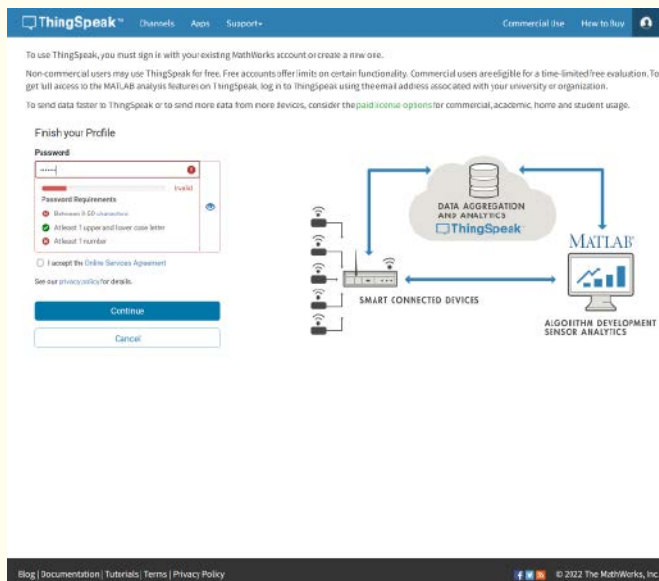 ThingSpeak™ Channels Apps Support Commercial Use How to Buy
To use ThingSpeak, you must sign in with your existing MathWorks account or create a new one.
Non-commercial users may use ThingSpeak for free. Free accounts offer limits on certain functionality. Commercial users are eligible for a time-limited free evaluation. To
get full access to the MATLAB analysis features on ThingSpeak, log in to ThingSpeak using the email address associated with your university or organization.
To send data faster to ThingSpeak or to send more data from more devices, consider the paid license options for commercial, academic, home and student usage.
Finish your Profile
Password
Invalid
Password Requirements
Between 8-50 characters
At least 1 upper and lower case letter
At least 1 number
I accept the Online Services Agreement
See our privacy policy for details.
Continue
Cancel
DATA AGGREGATION
AND ANALYTICS
ThingSpeak
MATLAB
SMART CONNECTED DEVICES
ALGORITHM DEVELOPMENT
SENSOR ANALYTICS
Blog | Documentation | Tutorials | Terms | Privacy Policy © 2022 The MathWorks, Inc.